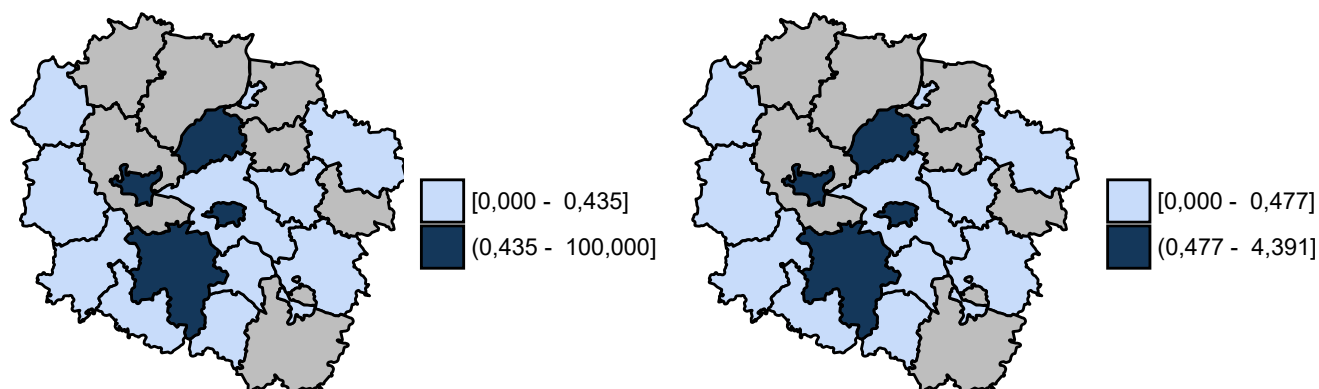 [0,000 - 0,435]
(0,435 - 100,000]
[0,000 - 0,477]
(0,477 - 4,391]